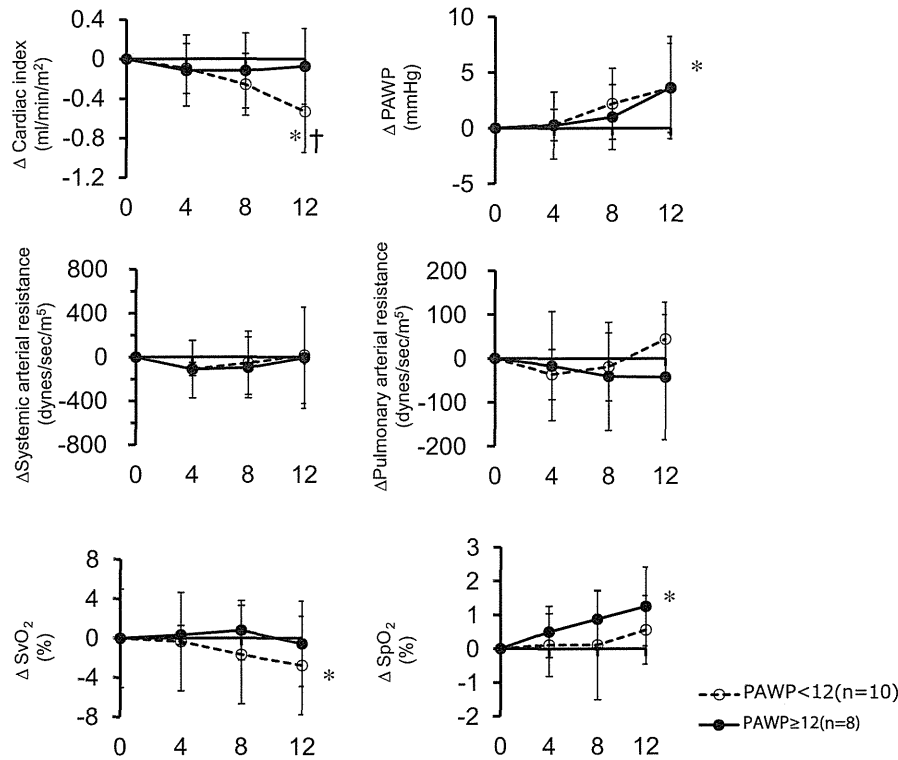 Δ Cardiac index
(ml/min/m²)
0.4
0
-0.4
-0.8
-1.2
* †
0 4 8 12
Δ PAWP
(mmHg)
10
5
0
-5
*
0 4 8 12
ΔSystemic arterial resistance
(dynes/sec/m⁵)
800
400
0
-400
-800
0 4 8 12
ΔPulmonary arterial resistance
(dynes/sec/m⁵)
200
100
0
-100
-200
0 4 8 12
Δ SvO₂
(%)
8
4
0
-4
-8
*
0 4 8 12
Δ SpO₂
(%)
3
2
1
0
-1
-2
*
0 4 8 12
PAWP<12(n=10)
PAWP≥12(n=8)